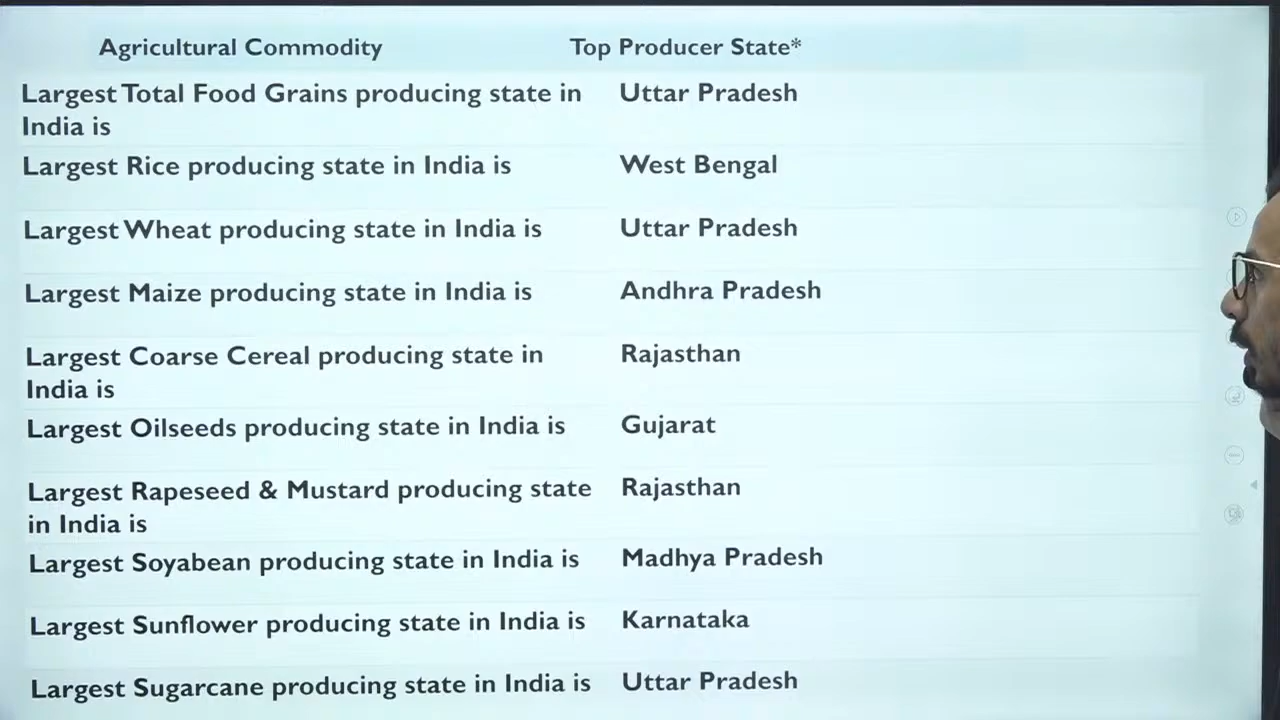 Agricultural Commodity Top Producer State*
Largest Total Food Grains producing state in Uttar Pradesh
India is
Largest Rice producing state in India is West Bengal
Largest Wheat producing state in India is Uttar Pradesh
Largest Maize producing state in India is Andhra Pradesh
Largest Coarse Cereal producing state in Rajasthan
India is
Largest Oilseeds producing state in India is Gujarat
Largest Rapeseed & Mustard producing state Rajasthan
in India is
Largest Soyabean producing state in India is Madhya Pradesh
Largest Sunflower producing state in India is Karnataka
Largest Sugarcane producing state in India is Uttar Pradesh